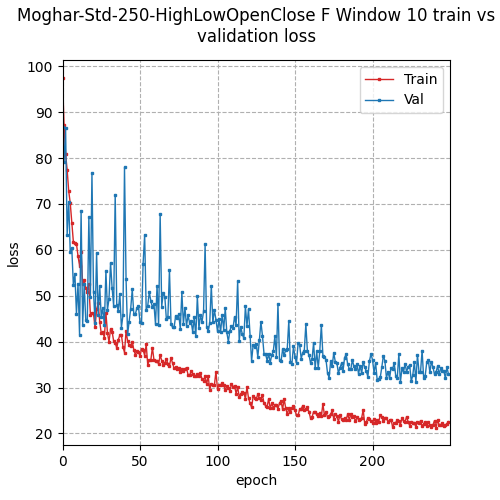 Moghar-Std-250-HighLowOpenClose F Window 10 train vs
validation loss
100
90
80
70
60
50
40
30
20
loss
Train
Val
0
50
100
150
200
epoch